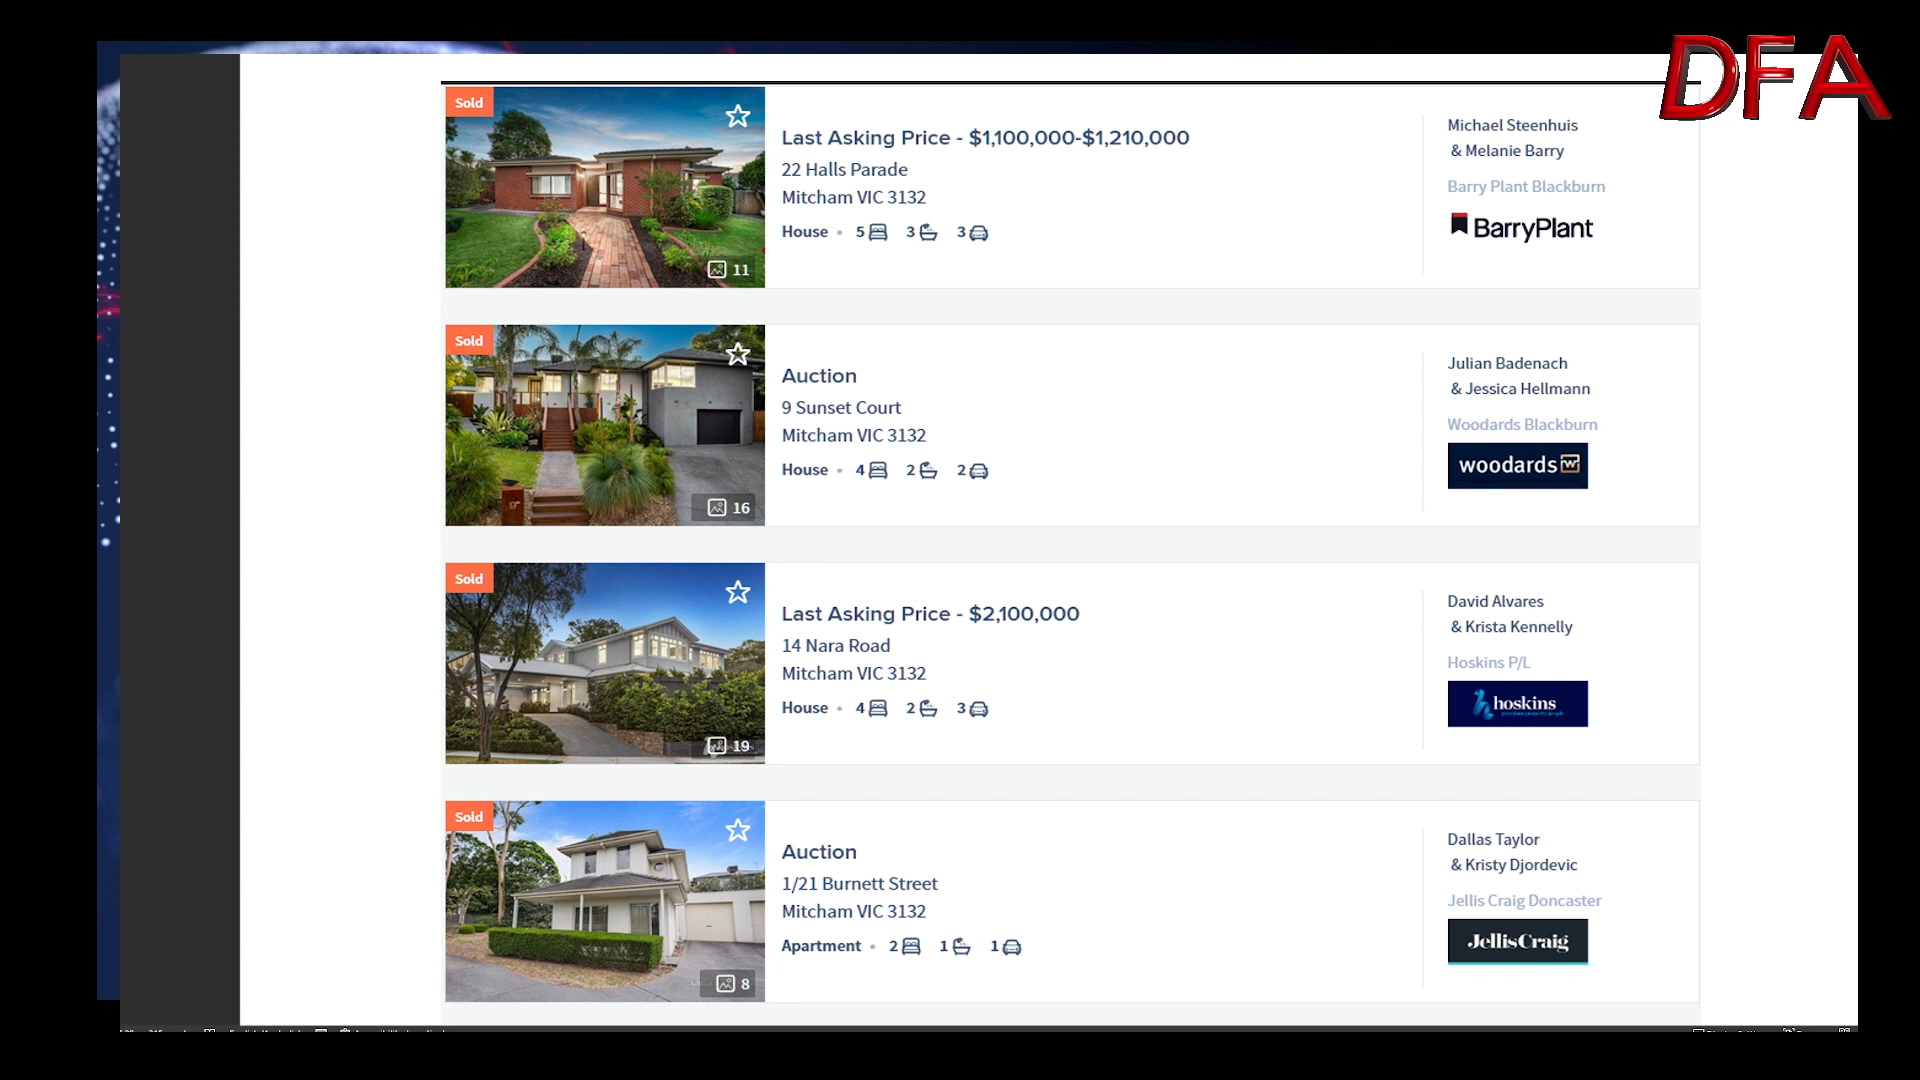 DFA
Sold
11
Last Asking Price - $1,100,000-$1,210,000
22 Halls Parade
Mitcham VIC 3132
House • 5 3 3
Michael Steenhuis
& Melanie Barry
Barry Plant Blackburn
BarryPlant
Sold
16
Auction
9 Sunset Court
Mitcham VIC 3132
House • 4 2 2
Julian Badenach
& Jessica Hellmann
Woodards Blackburn
woodards w
Sold
19
Last Asking Price - $2,100,000
14 Nara Road
Mitcham VIC 3132
House • 4 2 3
David Alvares
& Krista Kennelly
Hoskins P/L
hoskins
Sold
8
Auction
1/21 Burnett Street
Mitcham VIC 3132
Apartment • 2 1 1
Dallas Taylor
& Kristy Djordevic
Jellis Craig Doncaster
JellisCraig